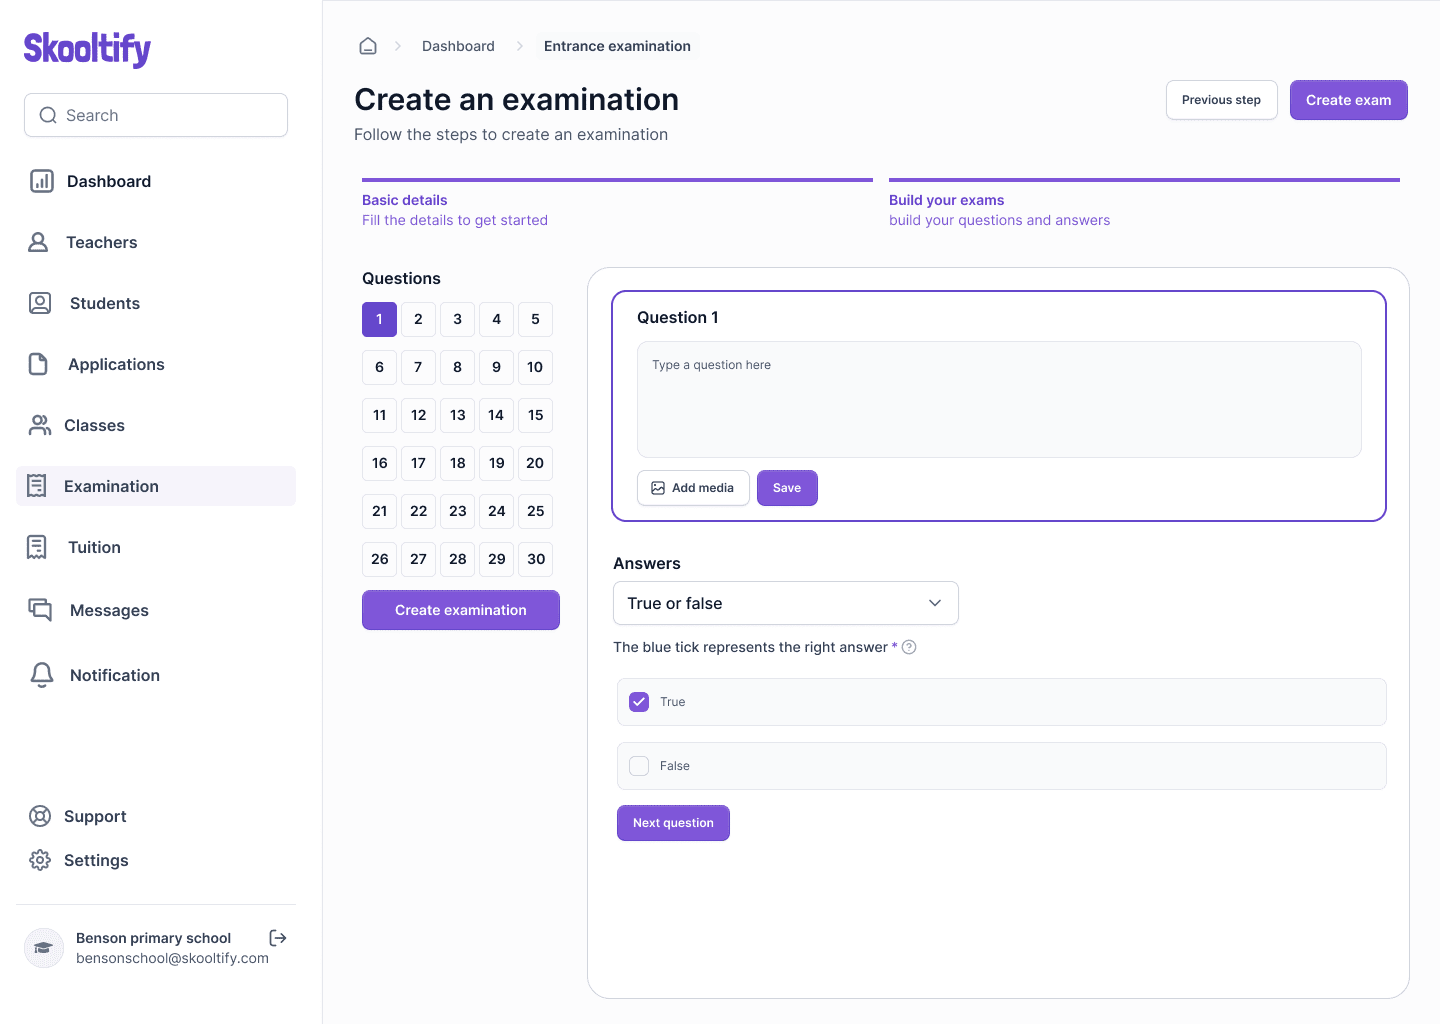 Skooltify
Search
Dashboard
Teachers
Students
Applications
Classes
Examination
Tuition
Messages
Notification
Support
Settings
Benson primary school
bensonschool@skooltify.com
Dashboard
Entrance examination
Create an examination
Follow the steps to create an examination
Previous step
Create exam
Basic details
Fill the details to get started
Build your exams
build your questions and answers
Questions
1 2 3 4 5
6 7 8 9 10
11 12 13 14 15
16 17 18 19 20
21 22 23 24 25
26 27 28 29 30
Create examination
Question 1
Type a question here
Add media
Save
Answers
True or false
The blue tick represents the right answer *
True
False
Next question